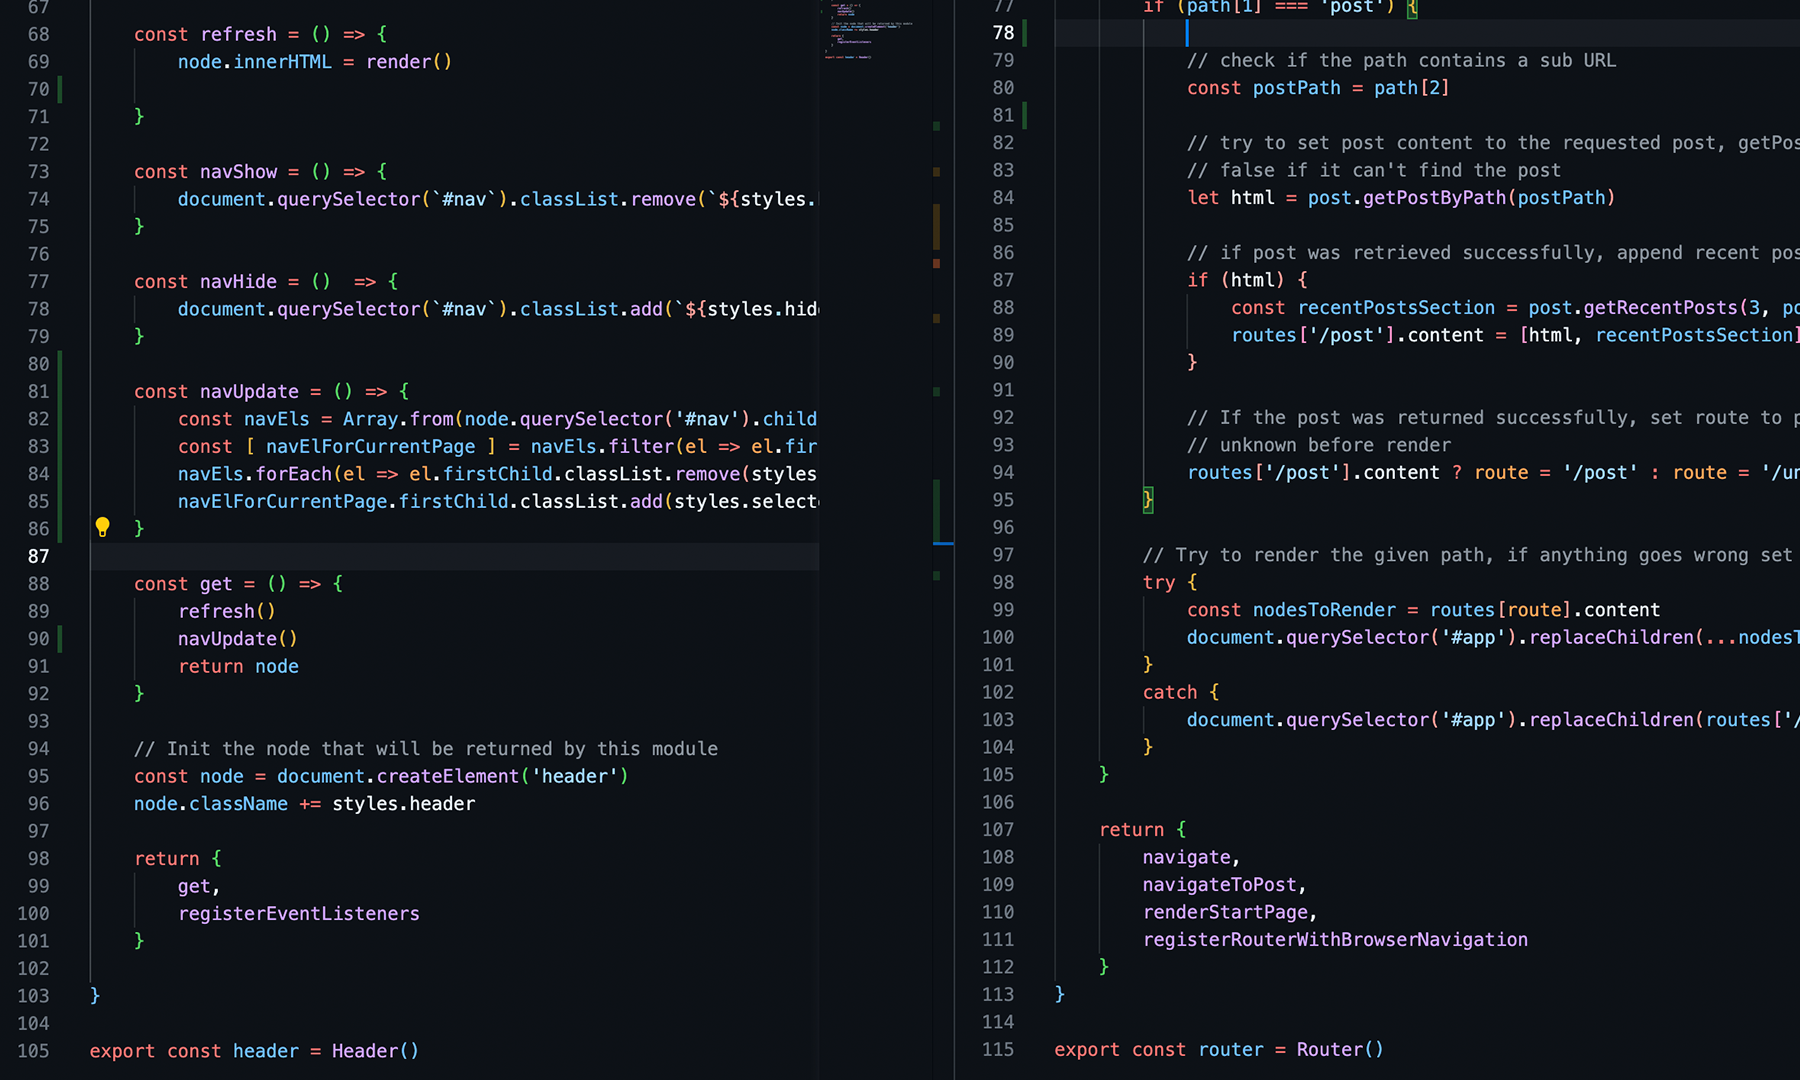 67
68 const refresh = () => {
69 node.innerHTML = render()
70
71 }
72
73 const navShow = () => {
74 document.querySelector(`#nav`).classList.remove(`${styles.
75 }
76
77 const navHide = ()  => {
78 document.querySelector(`#nav`).classList.add(`${styles.hid
79 }
80
81 const navUpdate = () => {
82 const navEls = Array.from(node.querySelector('#nav').child
83 const [ navElForCurrentPage ] = navEls.filter(el => el.fir
84 navEls.forEach(el => el.firstChild.classList.remove(styles
85 navElForCurrentPage.firstChild.classList.add(styles.select
86 }
87
88 const get = () => {
89 refresh()
90 navUpdate()
91 return node
92 }
93
94 // Init the node that will be returned by this module
95 const node = document.createElement('header')
96 node.className += styles.header
97
98 return {
99 get,
100 registerEventListeners
101 }
102
103 }
104
105 export const header = Header()
77 if (path[1] === 'post') {
78
79 // check if the path contains a sub URL
80 const postPath = path[2]
81
82 // try to set post content to the requested post, getPos
83 // false if it can't find the post
84 let html = post.getPostByPath(postPath)
85
86 // if post was retrieved successfully, append recent pos
87 if (html) {
88 const recentPostsSection = post.getRecentPosts(3, po
89 routes['/post'].content = [html, recentPostsSection]
90 }
91
92 // If the post was returned successfully, set route to p
93 // unknown before render
94 routes['/post'].content ? route = '/post' : route = '/un
95 }
96
97 // Try to render the given path, if anything goes wrong set
98 try {
99 const nodesToRender = routes[route].content
100 document.querySelector('#app').replaceChildren(...nodesT
101 }
102 catch {
103 document.querySelector('#app').replaceChildren(routes['/
104 }
105 }
106
107 return {
108 navigate,
109 navigateToPost,
110 renderStartPage,
111 registerRouterWithBrowserNavigation
112 }
113 }
114
115 export const router = Router()